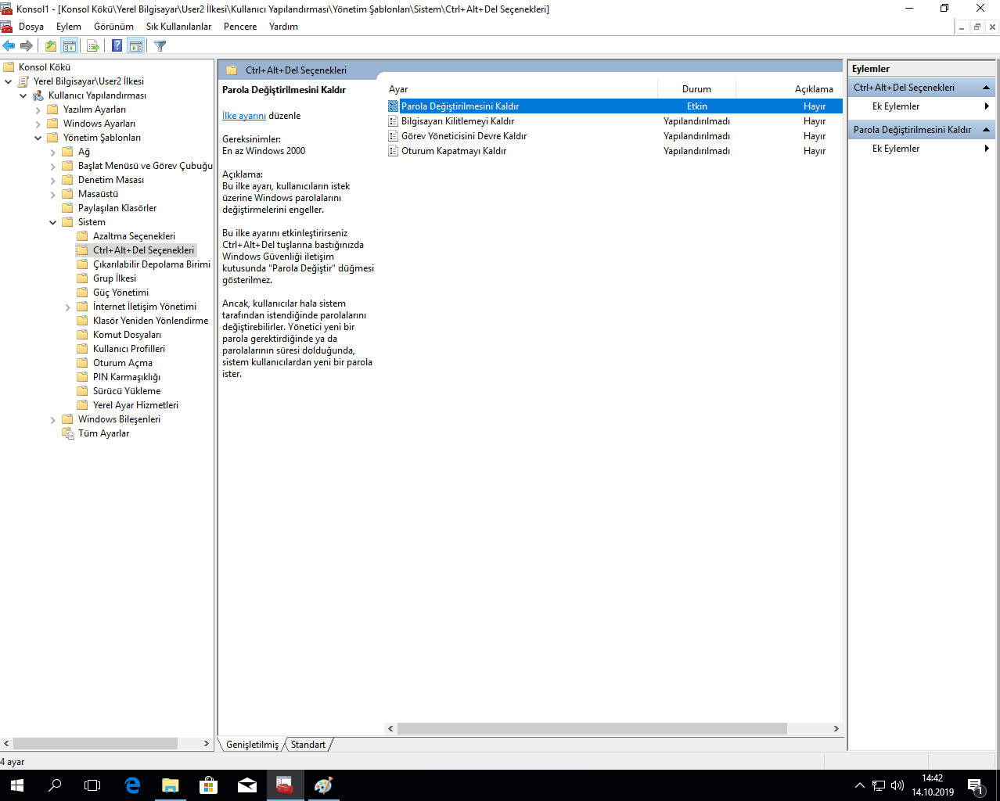 Konsol1 - [Konsol Kökü\Yerel Bilgisayar\User2 İlkesi\Kullanıcı Yapılandırması\Yönetim Şablonları\Sistem\Ctrl+Alt+Del Seçenekleri]
Dosya Eylem Görünüm Sık Kullanılanlar Pencere Yardım
Konsol Kökü
Yerel Bilgisayar\User2 İlkesi
Kullanıcı Yapılandırması
Yazılım Ayarları
Windows Ayarları
Yönetim Şablonları
Ağ
Başlat Menüsü ve Görev Çubuğu
Denetim Masası
Masaüstü
Paylaşılan Klasörler
Sistem
Azaltma Seçenekleri
Ctrl+Alt+Del Seçenekleri
Çıkarılabilir Depolama Birimi
Grup İlkesi
Güç Yönetimi
İnternet İletişim Yönetimi
Klasör Yeniden Yönlendirme
Komut Dosyaları
Kullanıcı Profilleri
Oturum Açma
PIN Karmaşıklığı
Sürücü Yükleme
Yerel Ayar Hizmetleri
Windows Bileşenleri
Tüm Ayarlar
Ctrl+Alt+Del Seçenekleri
Parola Değiştirilmesini Kaldır
İlke ayarını düzenle
Gereksinimler:
En az Windows 2000
Açıklama:
Bu ilke ayarı, kullanıcıların istek
üzerine Windows parolalarını
değiştirmelerini engeller.
Bu ilke ayarını etkinleştirirseniz
Ctrl+Alt+Del tuşlarına bastığınızda
Windows Güvenliği iletişim
kutusunda "Parola Değiştir" düğmesi
gösterilmez.
Ancak, kullanıcılar hala sistem
tarafından istendiğinde parolalarını
değiştirebilirler. Yönetici yeni bir
parola gerektirdiğinde ya da
parolalarının süresi dolduğunda,
sistem kullanıcılardan yeni bir parola
ister.
Ayar Durum Açıklama
Parola Değiştirilmesini Kaldır Etkin Hayır
Bilgisayarı Kilitlemeyi Kaldır Yapılandırılmadı Hayır
Görev Yöneticisini Devre Kaldır Yapılandırılmadı Hayır
Oturum Kapatmayı Kaldır Yapılandırılmadı Hayır
Genişletilmiş Standart
Eylemler
Ctrl+Alt+Del Seçenekleri
Ek Eylemler
Parola Değiştirilmesini Kaldır
Ek Eylemler
4 ayar
14:42
14.10.2019
1